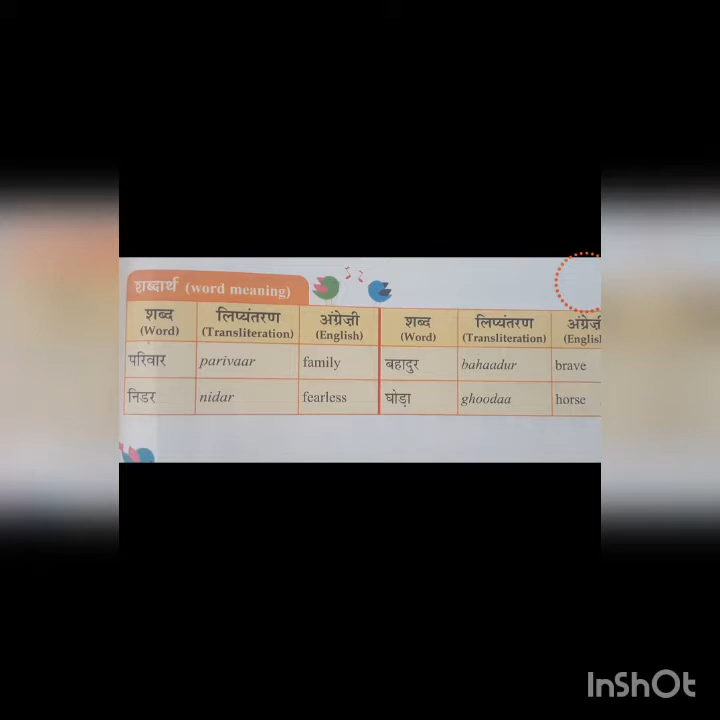 शब्दार्थ (word meaning)
शब्द लिप्यंतरण अंग्रेज़ी शब्द लिप्यंतरण
(Word) (Transliteration) (English) (Word) (Transliteration)
परिवार parivaar family बहादुर bahaadur brave
निडर nidar fearless घोड़ा ghoodaa horse
InShOt